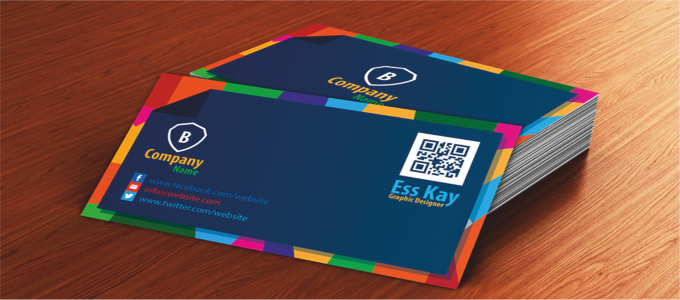 B
Company
Name
B
Company
Name
www.facebook.com/website
info@website.com
www.twitter.com/website
Ess Kay
Graphic Designer